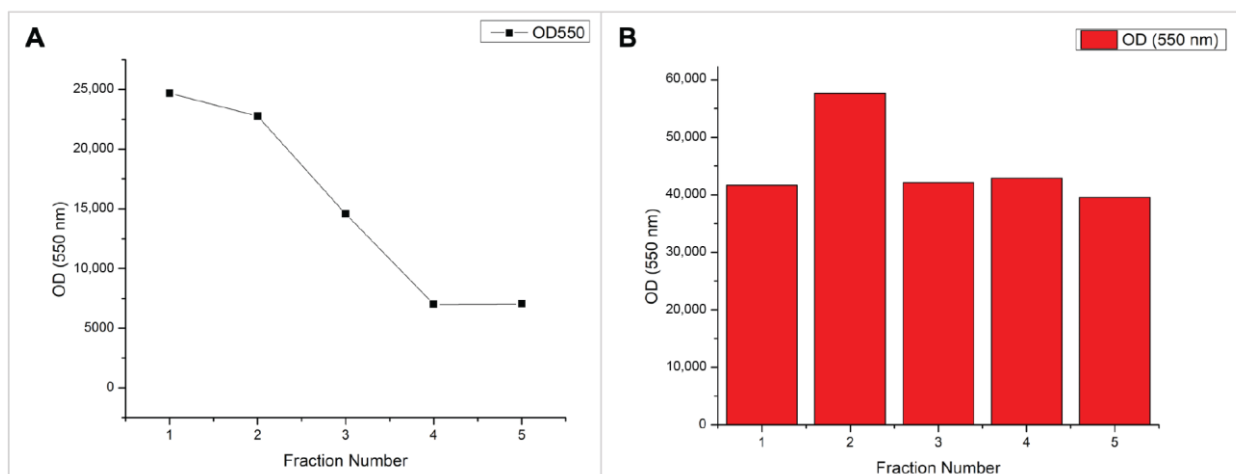 A
OD550
25,000
20,000
15,000
10,000
5000
0
OD (550 nm)
1 2 3 4 5
Fraction Number
B
OD (550 nm)
60,000
50,000
40,000
30,000
20,000
10,000
0
OD (550 nm)
1 2 3 4 5
Fraction Number